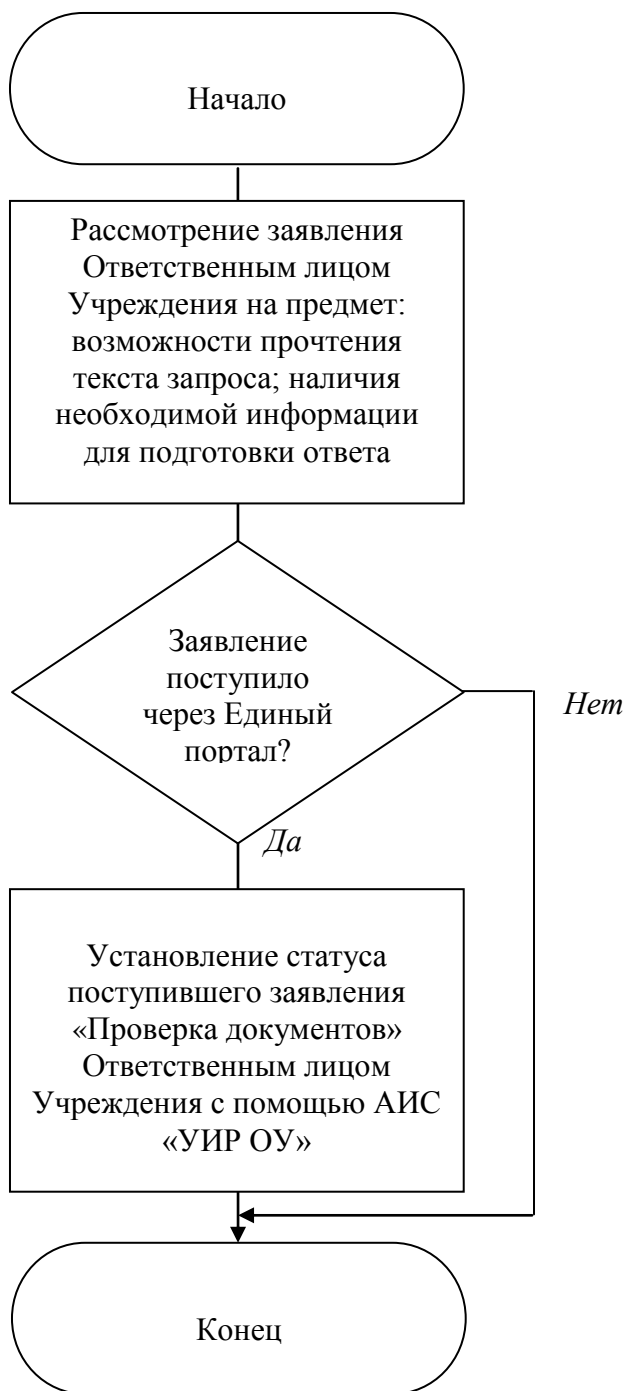 Начало
Рассмотрение заявления
Ответственным лицом
Учреждения на предмет:
возможности прочтения
текста запроса; наличия
необходимой информации
для подготовки ответа
Заявление
поступило
через Единый
портал?
Нет
Да
Установление статуса
поступившего заявления
«Проверка документов»
Ответственным лицом
Учреждения с помощью АИС
«УИР ОУ»
Конец